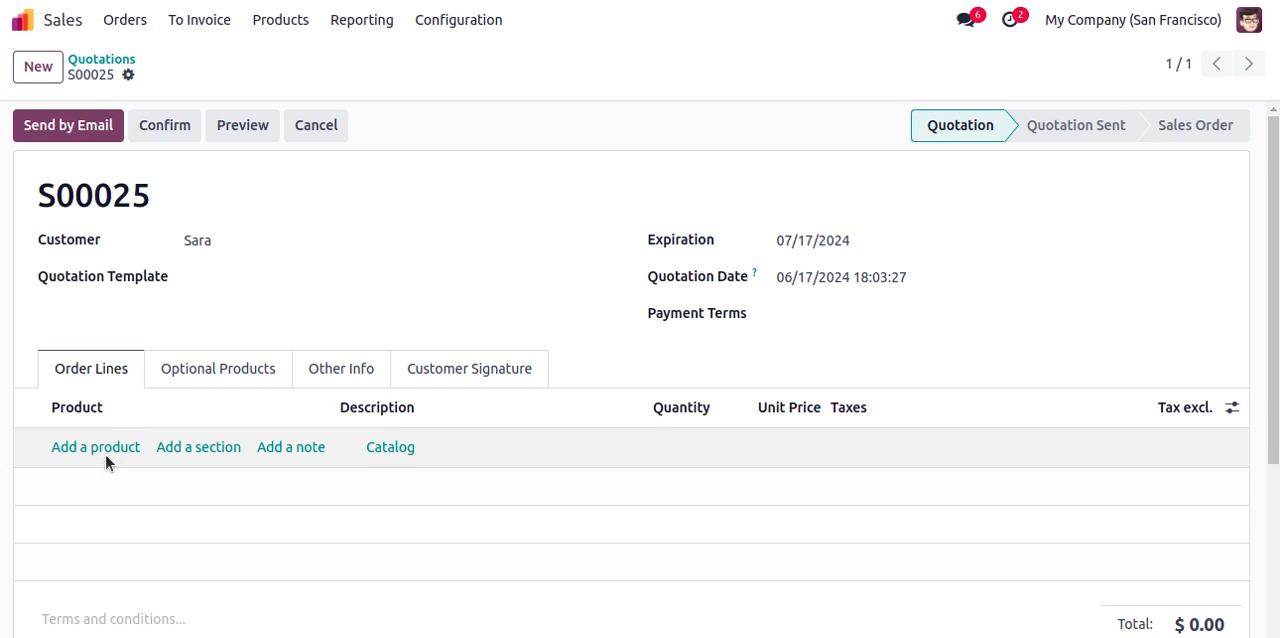 Sales Orders To Invoice Products Reporting Configuration 6 2 My Company (San Francisco)
New Quotations 1 / 1
S00025
Send by Email Confirm Preview Cancel Quotation Quotation Sent Sales Order
S00025
Customer Sara Expiration 07/17/2024
Quotation Template Quotation Date ? 06/17/2024 18:03:27
Payment Terms
Order Lines Optional Products Other Info Customer Signature
Product Description Quantity Unit Price Taxes Tax excl.
Add a product Add a section Add a note Catalog
Terms and conditions... Total: $ 0.00